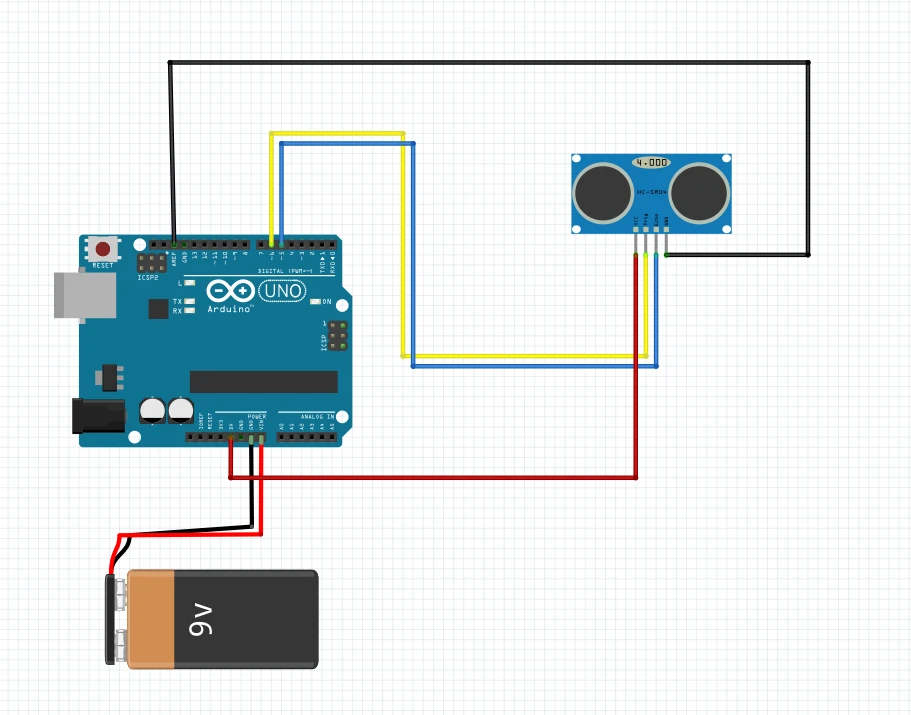 4.000
HC-SR04
VCC
Trig
Echo
GND
RESET
ICSP2
AREF
GND
13
12
~11
~10
~9
8
7
~6
~5
4
~3
2
TX0▶1
RX0◀0
DIGITAL (PWM~)
L
TX
RX
UNO
ON
Arduino™
1
ICSP
IOREF
RESET
3V3
5V
GND
GND
VIN
POWER
ANALOG IN
A0
A1
A2
A3
A4
A5
9v